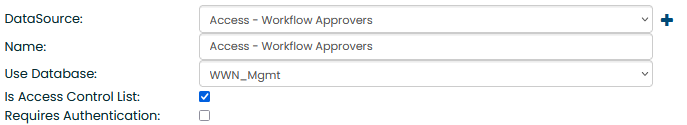 DataSource: Access - Workflow Approvers
Name: Access - Workflow Approvers
Use Database: WWN_Mgmt
Is Access Control List:
Requires Authentication: